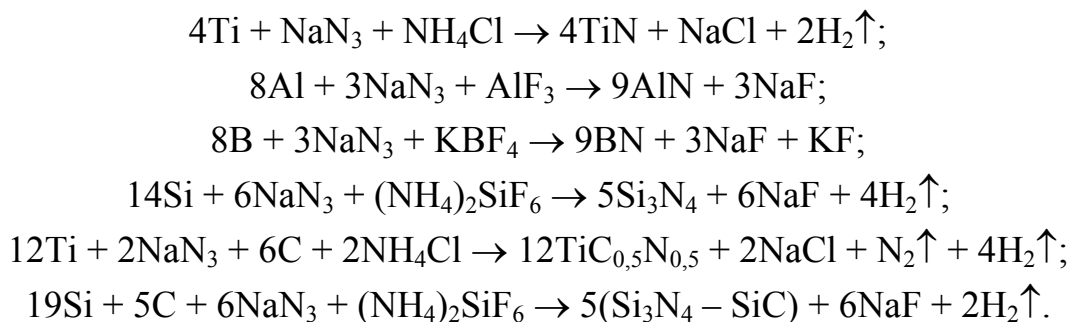 4Ti + NaN₃ + NH₄Cl → 4TiN + NaCl + 2H₂↑;
8Al + 3NaN₃ + AlF₃ → 9AlN + 3NaF;
8B + 3NaN₃ + KBF₄ → 9BN + 3NaF + KF;
14Si + 6NaN₃ + (NH₄)₂SiF₆ → 5Si₃N₄ + 6NaF + 4H₂↑;
12Ti + 2NaN₃ + 6C + 2NH₄Cl → 12TiC₀,₅N₀,₅ + 2NaCl + N₂↑ + 4H₂↑;
19Si + 5C + 6NaN₃ + (NH₄)₂SiF₆ → 5(Si₃N₄ – SiC) + 6NaF + 2H₂↑.